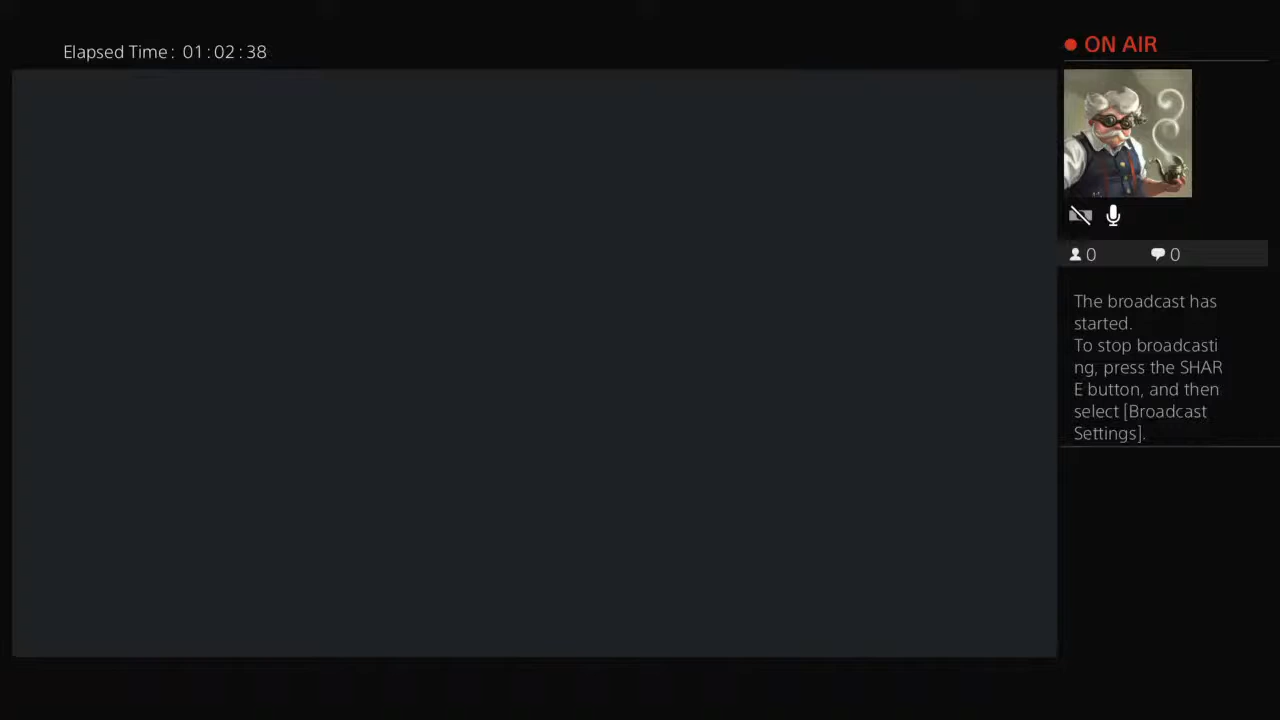 Elapsed Time: 01:02:38
ON AIR
0 0
The broadcast has
started.
To stop broadcasti
ng, press the SHAR
E button, and then
select [Broadcast
Settings].